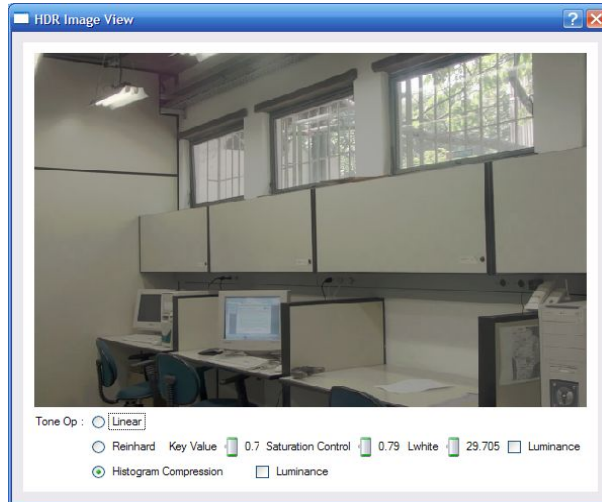 HDR Image View
Tone Op : Linear
Reinhard Key Value 0.7 Saturation Control 0.79 Lwhite 29.705 Luminance
Histogram Compression Luminance